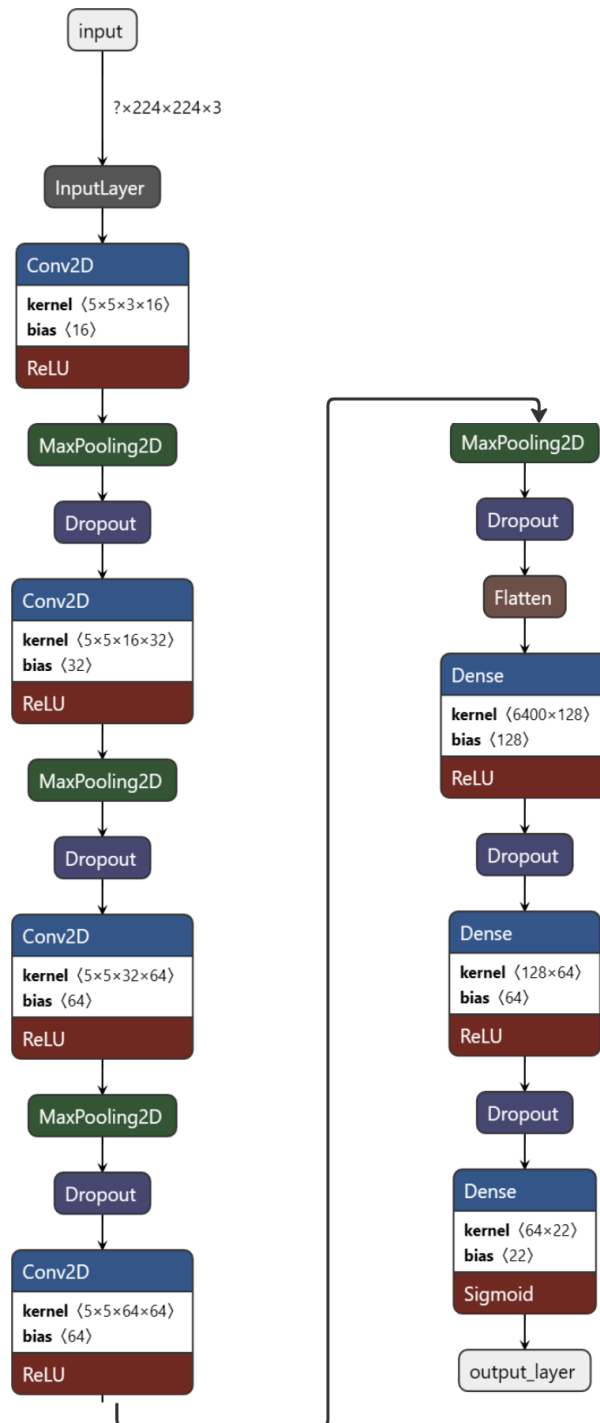 input
?×224×224×3
InputLayer
Conv2D
kernel 〈5×5×3×16〉
bias 〈16〉
ReLU
MaxPooling2D
Dropout
Conv2D
kernel 〈5×5×16×32〉
bias 〈32〉
ReLU
MaxPooling2D
Dropout
Conv2D
kernel 〈5×5×32×64〉
bias 〈64〉
ReLU
MaxPooling2D
Dropout
Conv2D
kernel 〈5×5×64×64〉
bias 〈64〉
ReLU
MaxPooling2D
Dropout
Flatten
Dense
kernel 〈6400×128〉
bias 〈128〉
ReLU
Dropout
Dense
kernel 〈128×64〉
bias 〈64〉
ReLU
Dropout
Dense
kernel 〈64×22〉
bias 〈22〉
Sigmoid
output_layer